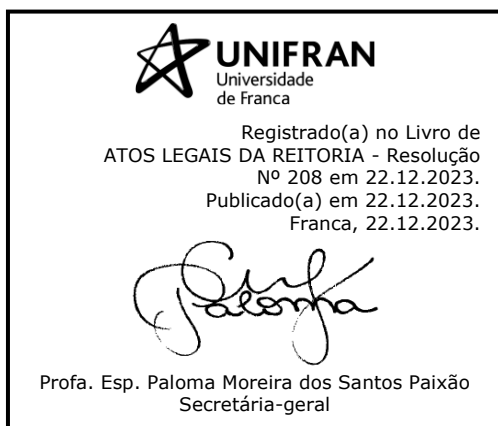 UNIFRAN
Universidade
de Franca
Registrado(a) no Livro de
ATOS LEGAIS DA REITORIA - Resolução
Nº 208 em 22.12.2023.
Publicado(a) em 22.12.2023.
Franca, 22.12.2023.
Paloma
Profa. Esp. Paloma Moreira dos Santos Paixão
Secretária-geral